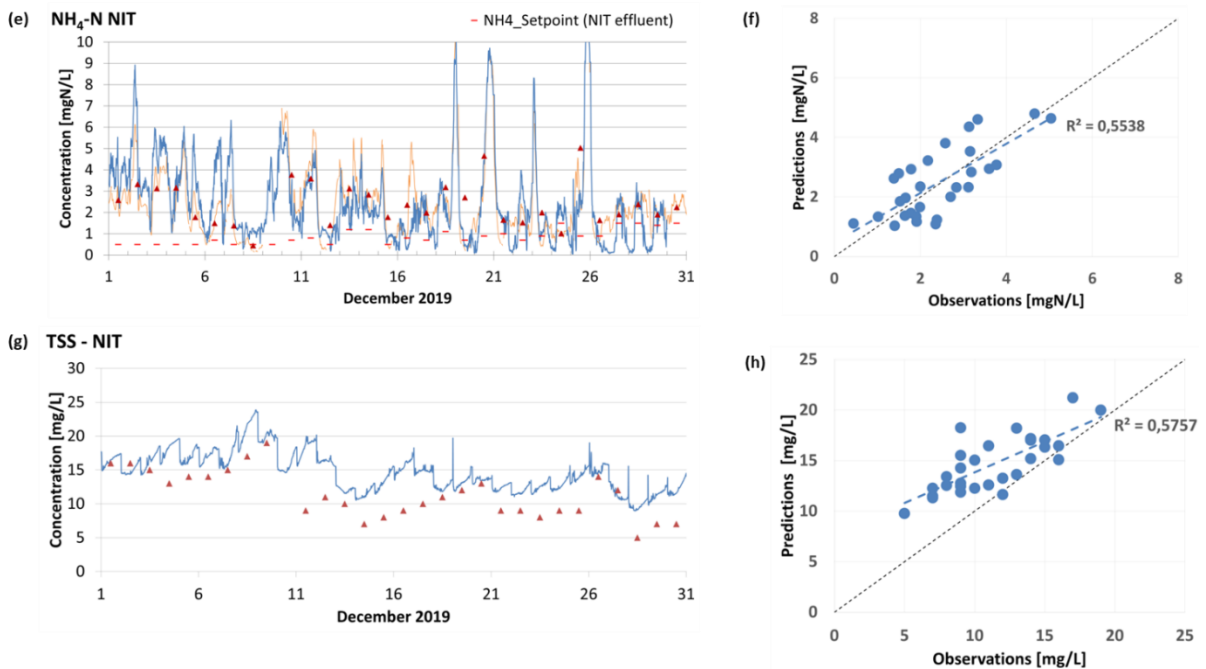 (e) NH₄-N NIT
NH4_Setpoint (NIT effluent)
10
9
8
7
6
5
4
3
2
1
0
Concentration [mgN/L]
1 6 11 16 21 26 31
December 2019
(f)
8
6
4
2
0
Predictions [mgN/L]
R² = 0,5538
0 2 4 6 8
Observations [mgN/L]
(g) TSS - NIT
30
25
20
15
10
5
0
Concentration [mg/L]
1 6 11 16 21 26 31
December 2019
(h)
25
20
15
10
5
0
Predictions [mg/L]
R² = 0,5757
0 5 10 15 20 25
Observations [mg/L]